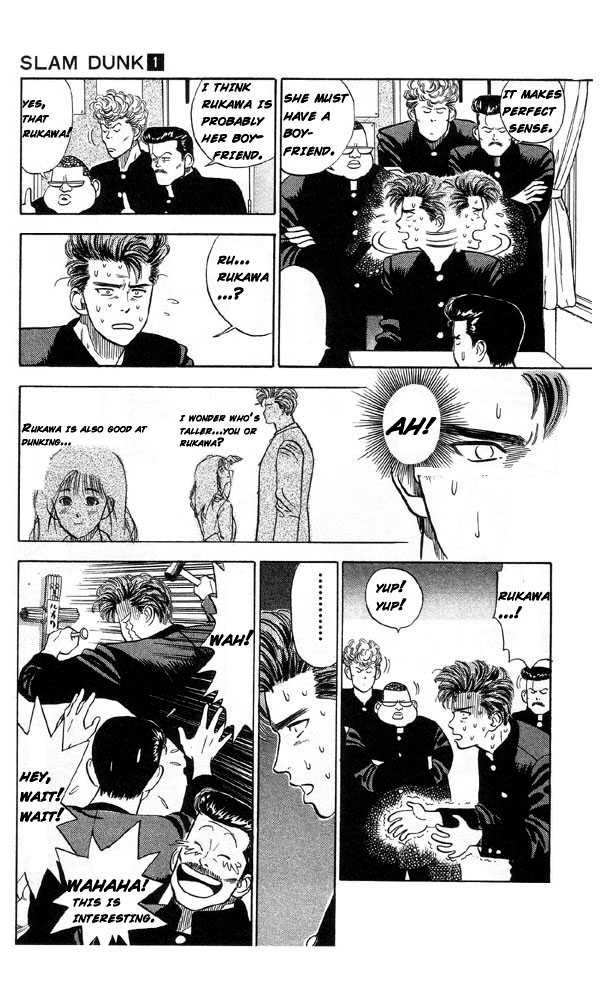 SLAM DUNK 1
IT MAKES
PERFECT
SENSE.
SHE MUST
HAVE A
BOY-
FRIEND.
I THINK
RUKAWA IS
PROBABLY
HER BOY-
FRIEND.
YES,
THAT
RUKAWA!
RU...
RUKAWA
...?
AH!
I WONDER WHO'S
TALLER...YOU OR
RUKAWA?
RUKAWA IS ALSO GOOD AT
DUNKING...
RUKAWA
...!
YUP!
YUP!
.........
WAH!
HEY,
WAIT!
WAIT!
WAHAHA!
THIS IS
INTERESTING.